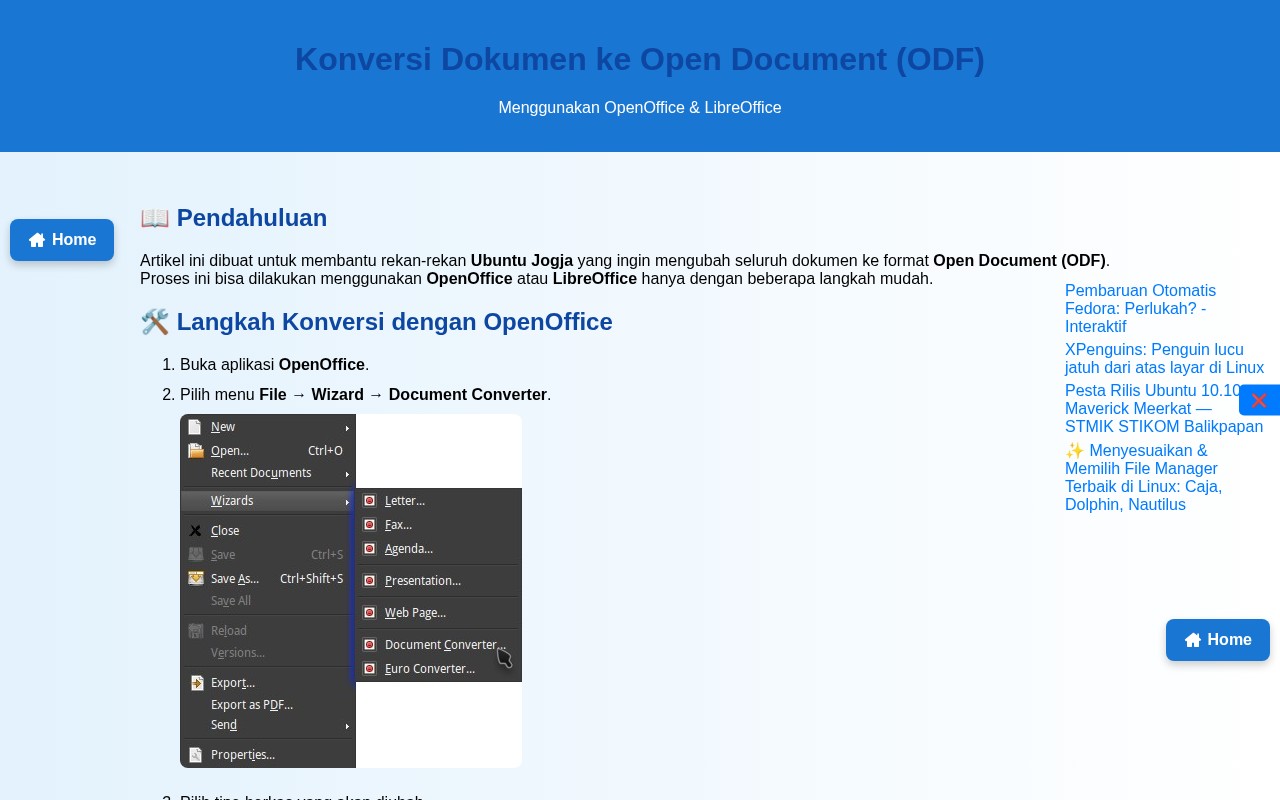 Konversi Dokumen ke Open Document (ODF)
Menggunakan OpenOffice & LibreOffice
Home
📖 Pendahuluan
Artikel ini dibuat untuk membantu rekan-rekan Ubuntu Jogja yang ingin mengubah seluruh dokumen ke format Open Document (ODF).
Proses ini bisa dilakukan menggunakan OpenOffice atau LibreOffice hanya dengan beberapa langkah mudah.
🛠️ Langkah Konversi dengan OpenOffice
1. Buka aplikasi OpenOffice.
2. Pilih menu File → Wizard → Document Converter.
New
Open... Ctrl+O
Recent Documents
Wizards
Close
Save Ctrl+S
Save As... Ctrl+Shift+S
Save All
Reload
Versions...
Export...
Export as PDF...
Send
Properties...
Letter...
Fax...
Agenda...
Presentation...
Web Page...
Document Converter...
Euro Converter...
3. Pilih tipe berkas yang akan diubah
Pembaruan Otomatis
Fedora: Perlukah? -
Interaktif
XPenguins: Penguin lucu
jatuh dari atas layar di Linux
Pesta Rilis Ubuntu 10.10
Maverick Meerkat —
STMIK STIKOM Balikpapan
✨ Menyesuaikan &
Memilih File Manager
Terbaik di Linux: Caja,
Dolphin, Nautilus
Home